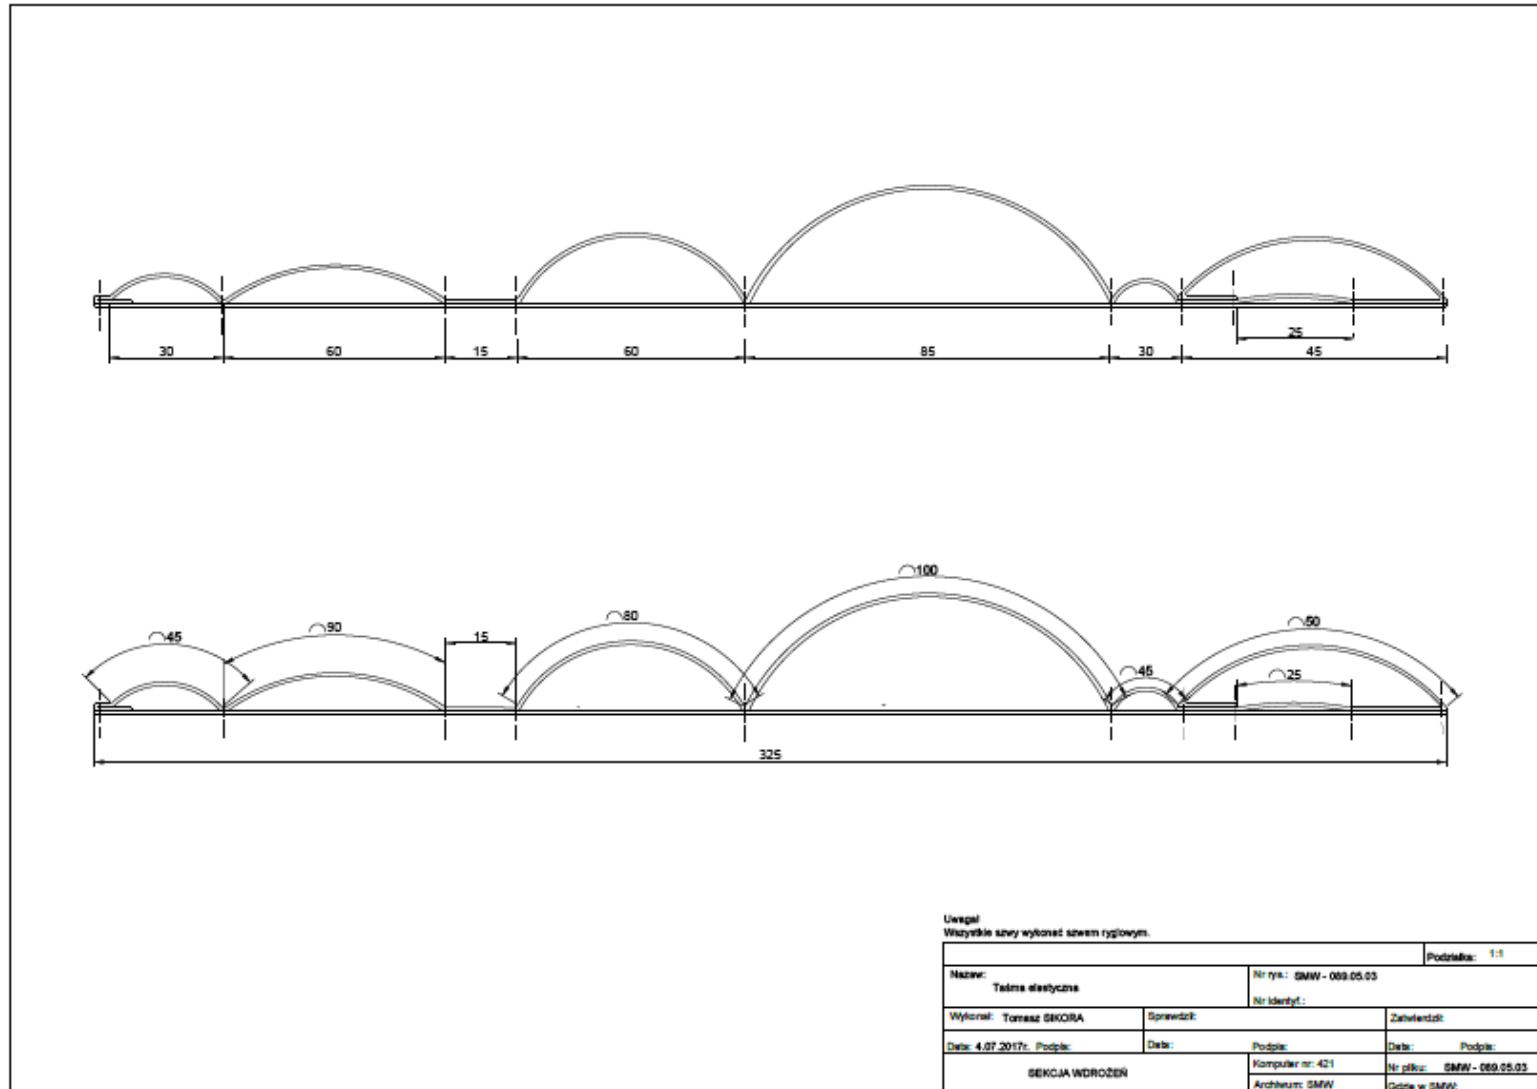 25
30 60 15 60 85 30 45
⌒100
⌒80
⌒50
⌒45 ⌒90 15
⌒45 ⌒25
325
Uwaga!
Wszystkie szwy wykonać szwem ryglowym.
Podziałka: 1:1
Nazwa: Nr rys.: SMW - 089.05.03
Taśma elastyczna
Nr identyf.:
Wykonał: Tomasz SIKORA Sprawdził: Zatwierdził:
Data: 4.07.2017r. Podpis: Data: Podpis: Data: Podpis:
SEKCJA WDROŻEŃ
Komputer nr: 421 Nr pliku: SMW - 089.05.03
Archiwum: SMW Gdzie w SMW: